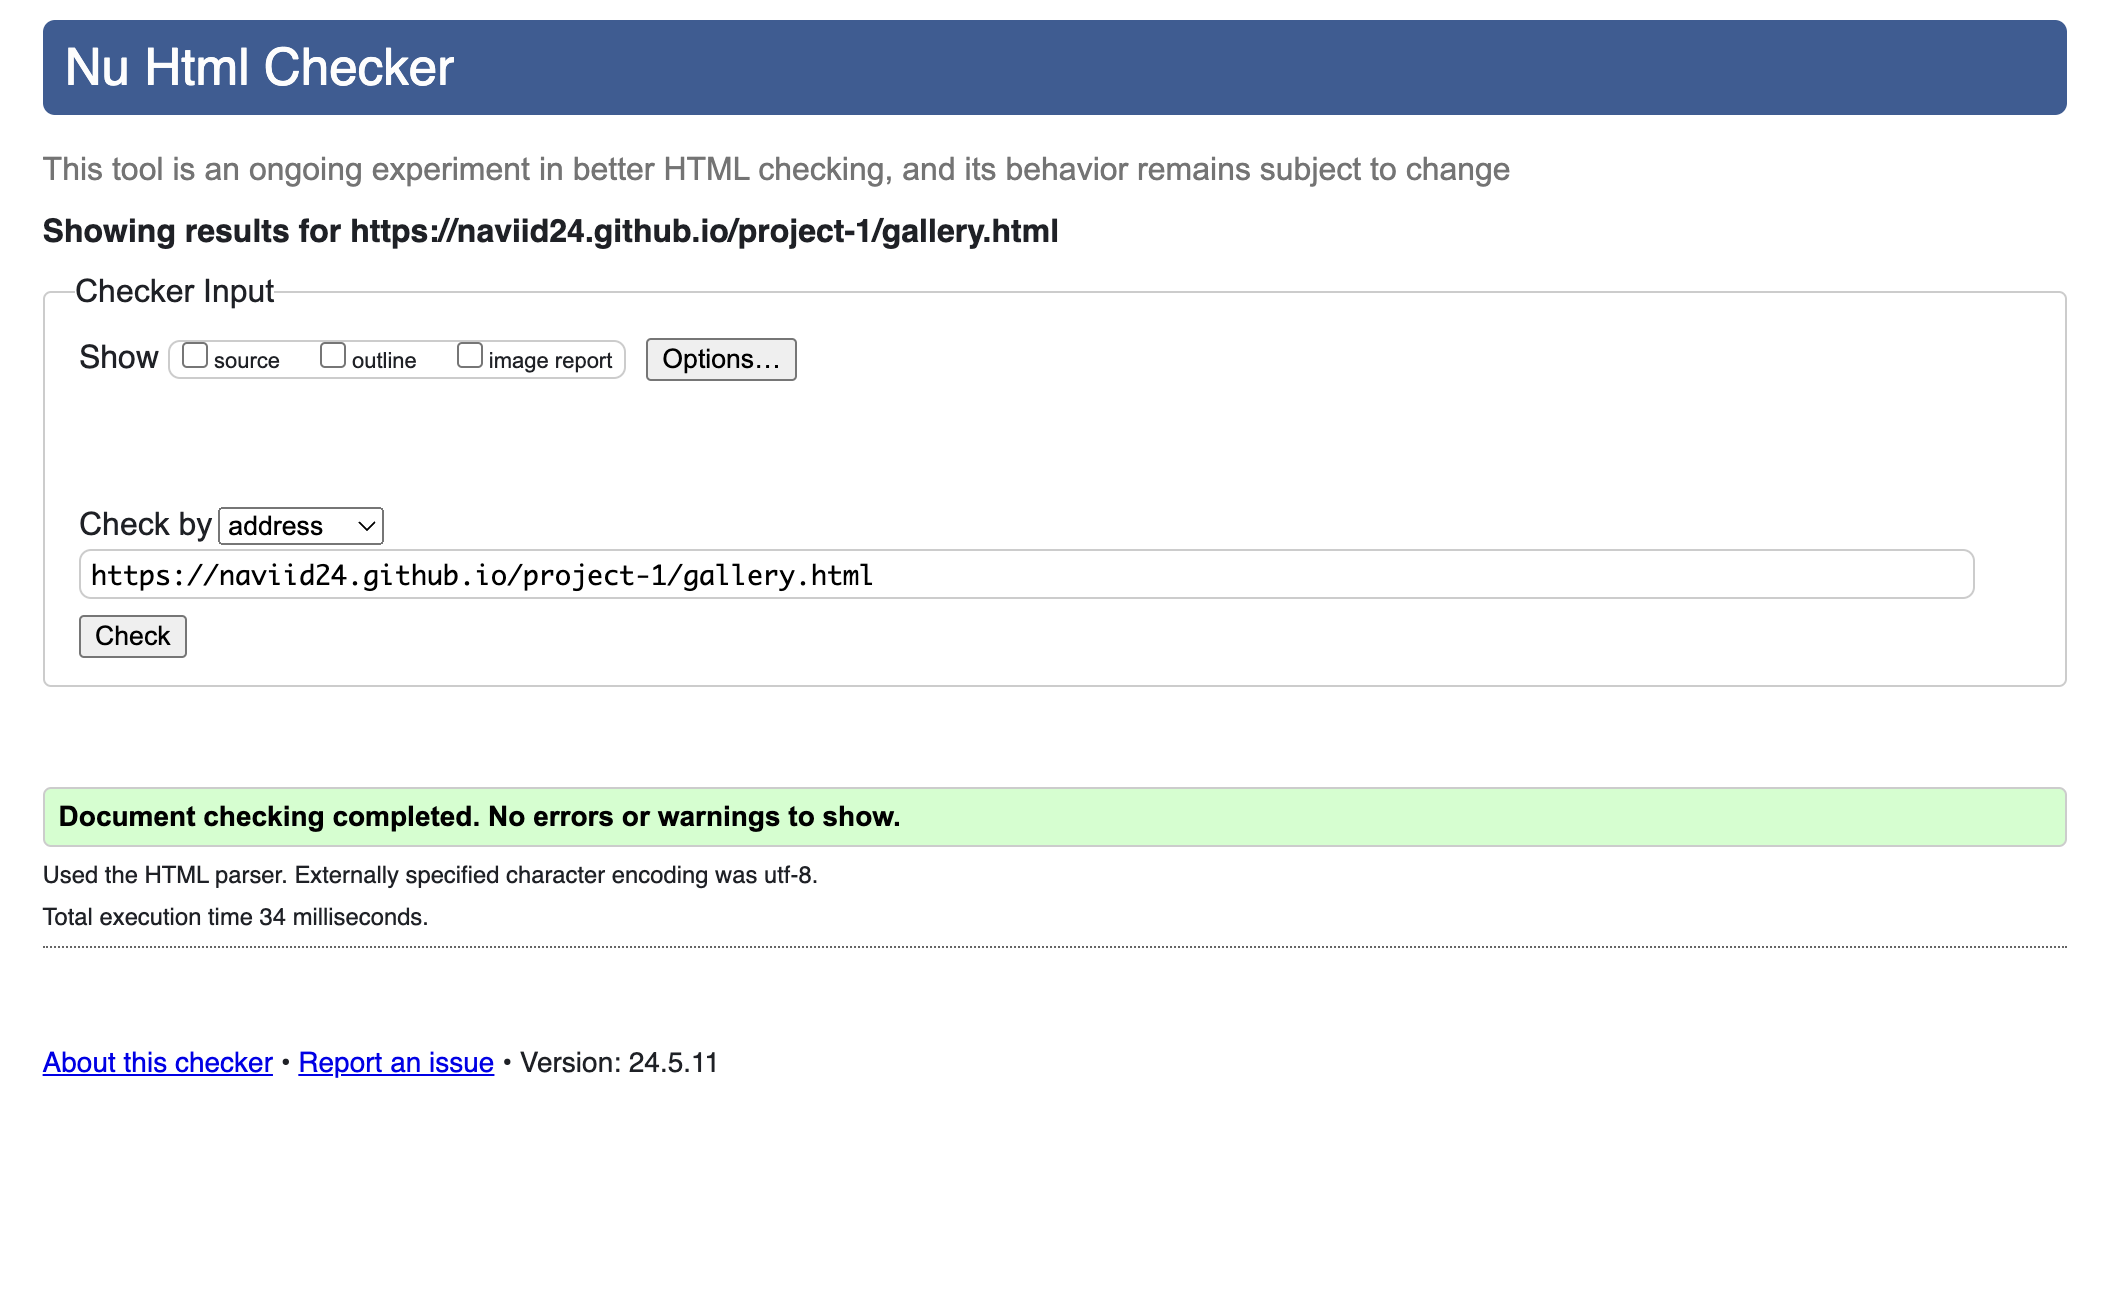 Nu Html Checker
This tool is an ongoing experiment in better HTML checking, and its behavior remains subject to change
Showing results for https://naviid24.github.io/project-1/gallery.html
Checker Input
Show source outline image report Options…
Check by address
https://naviid24.github.io/project-1/gallery.html
Check
Document checking completed. No errors or warnings to show.
Used the HTML parser. Externally specified character encoding was utf-8.
Total execution time 34 milliseconds.
About this checker • Report an issue • Version: 24.5.11